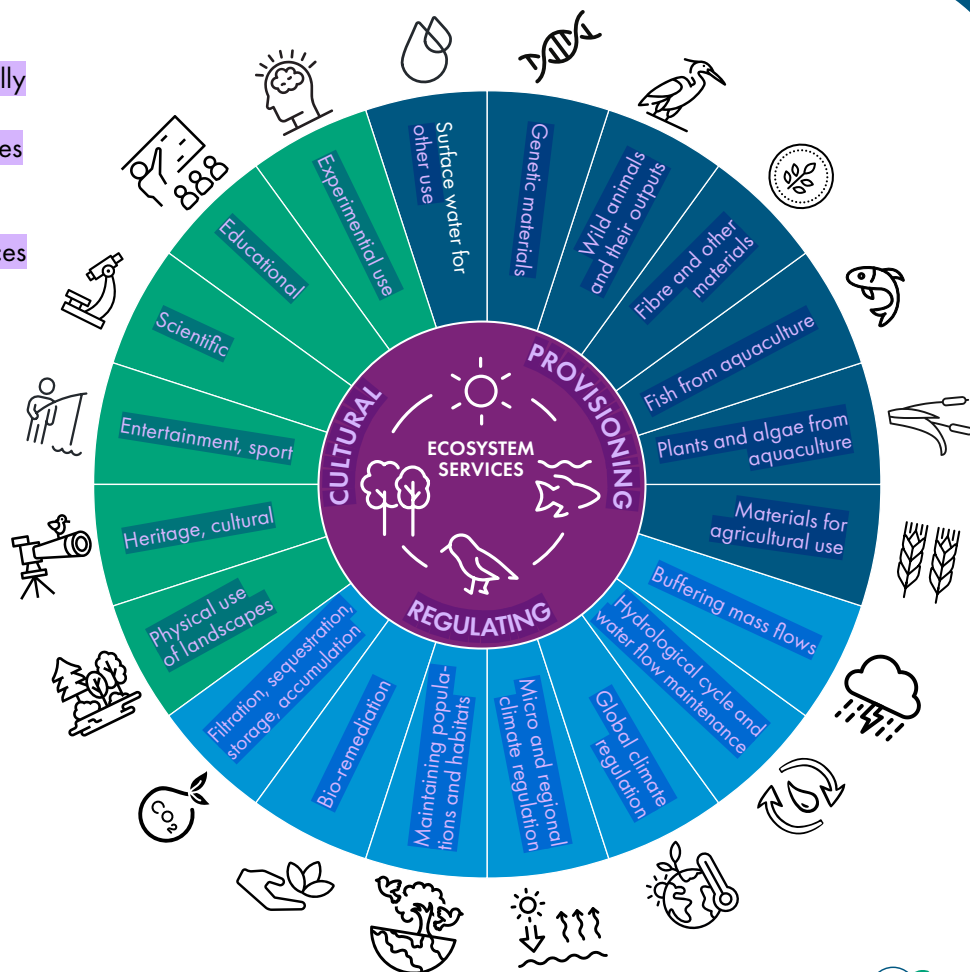 lly
es
ces
ECOSYSTEM
SERVICES
PROVISIONING
REGULATING
CULTURAL
Surface water for
other use
Genetic materials
Wild animals
and their outputs
Fibre and other
materials
Fish from aquaculture
Plants and algae from
aquaculture
Materials for
agricultural use
Buffering mass flows
Hydrological cycle and
water flow maintenance
Global climate
regulation
Micro and regional
climate regulation
Maintaining popula-
tions and habitats
Bio-remediation
Filtration, sequestration,
storage, accumulation
Physical use
of landscapes
Heritage, cultural
Entertainment, sport
Scientific
Educational
Experimential use
CO2